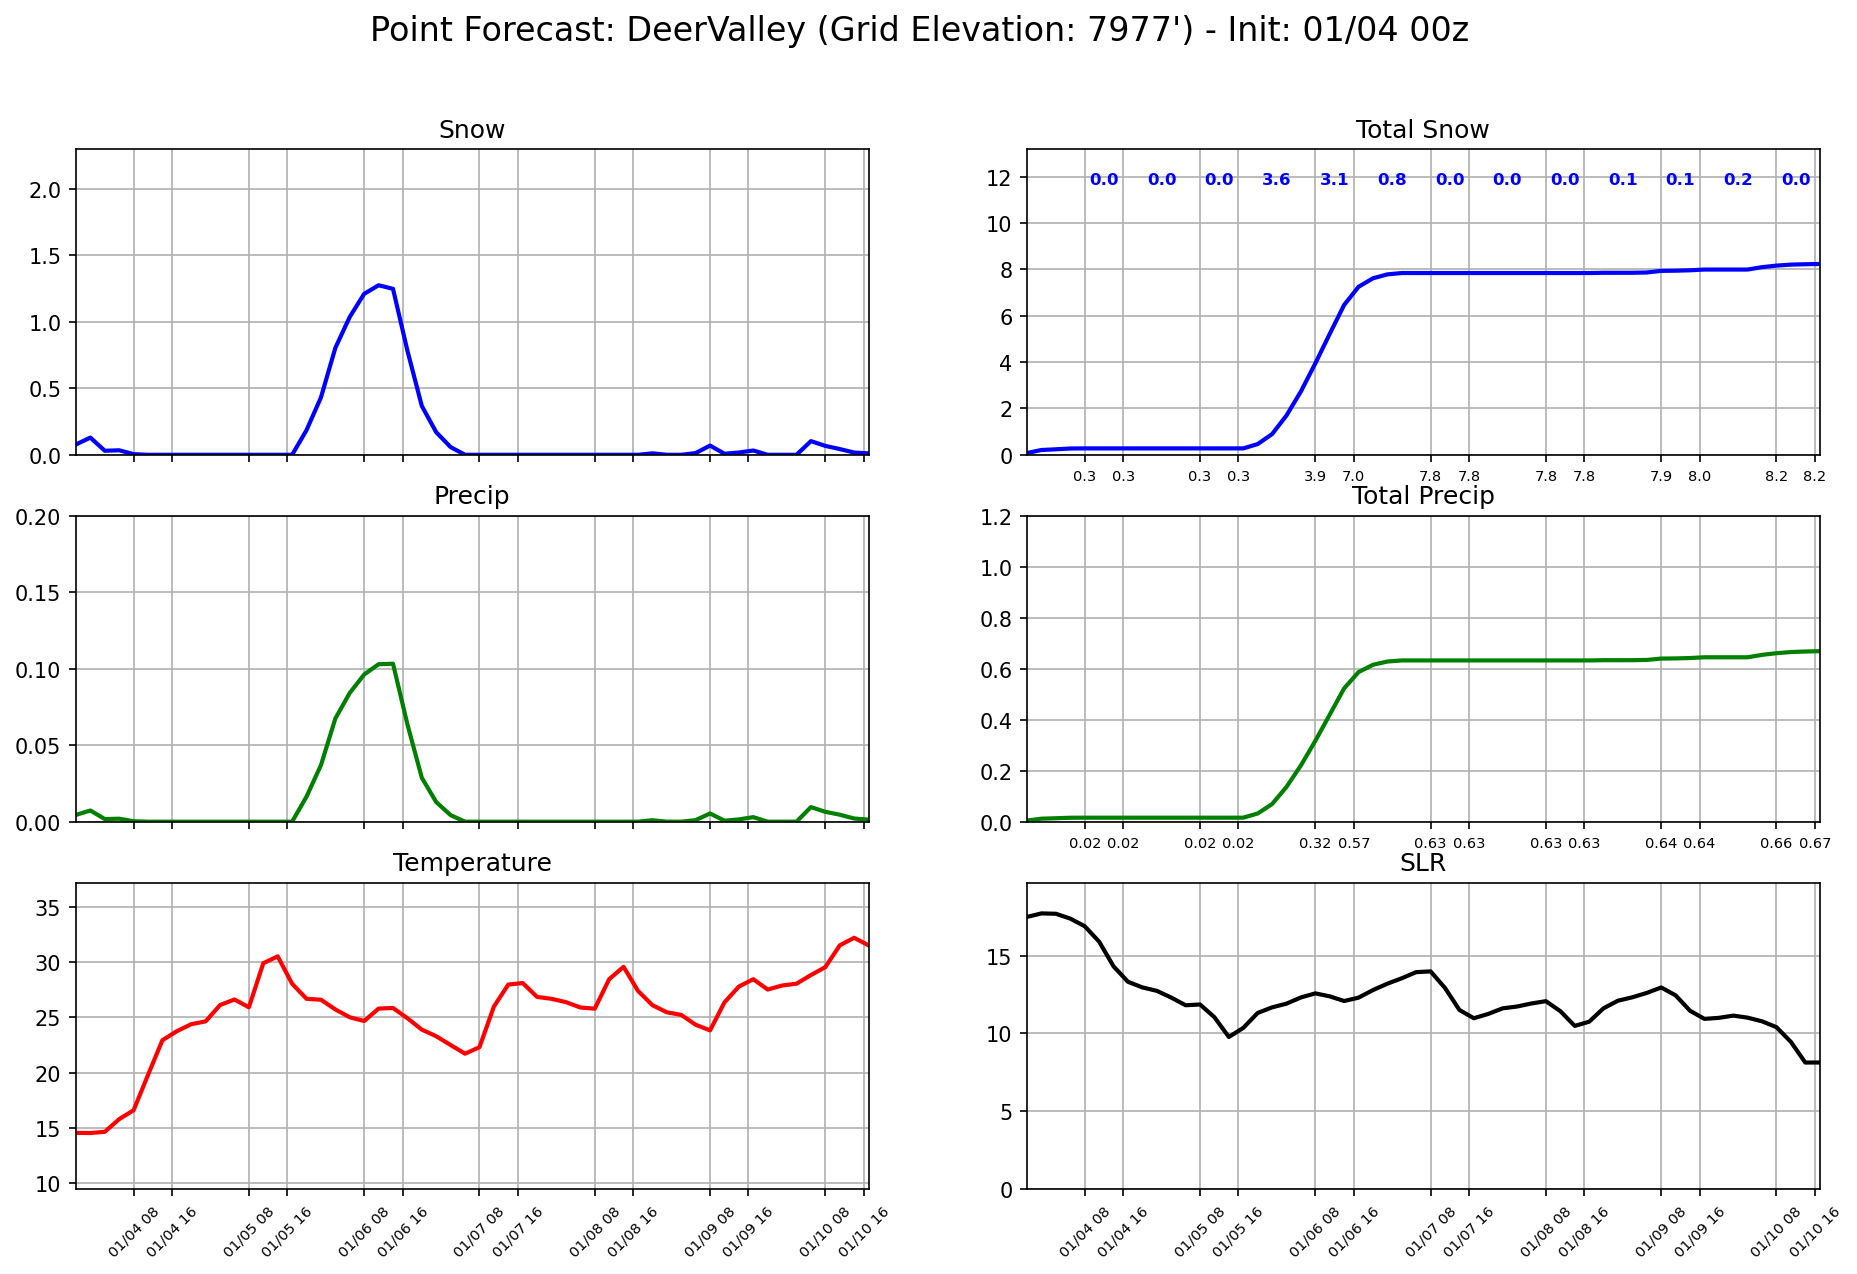 Point Forecast: DeerValley (Grid Elevation: 7977') - Init: 01/04 00z
Snow
2.0
1.5
1.0
0.5
0.0
Total Snow
12
10
8
6
4
2
0
0.0 0.0 0.0 3.6 3.1 0.8 0.0 0.0 0.0 0.1 0.1 0.2 0.0
0.3 0.3 0.3 0.3 3.9 7.0 7.8 7.8 7.8 7.8 7.9 8.0 8.2 8.2
Precip
0.20
0.15
0.10
0.05
0.00
Total Precip
1.2
1.0
0.8
0.6
0.4
0.2
0.0
0.02 0.02 0.02 0.02 0.32 0.57 0.63 0.63 0.63 0.63 0.64 0.64 0.66 0.67
Temperature
35
30
25
20
15
10
01/04 08 01/04 16 01/05 08 01/05 16 01/06 08 01/06 16 01/07 08 01/07 16 01/08 08 01/08 16 01/09 08 01/09 16 01/10 08 01/10 16
SLR
15
10
5
0
01/04 08 01/04 16 01/05 08 01/05 16 01/06 08 01/06 16 01/07 08 01/07 16 01/08 08 01/08 16 01/09 08 01/09 16 01/10 08 01/10 16